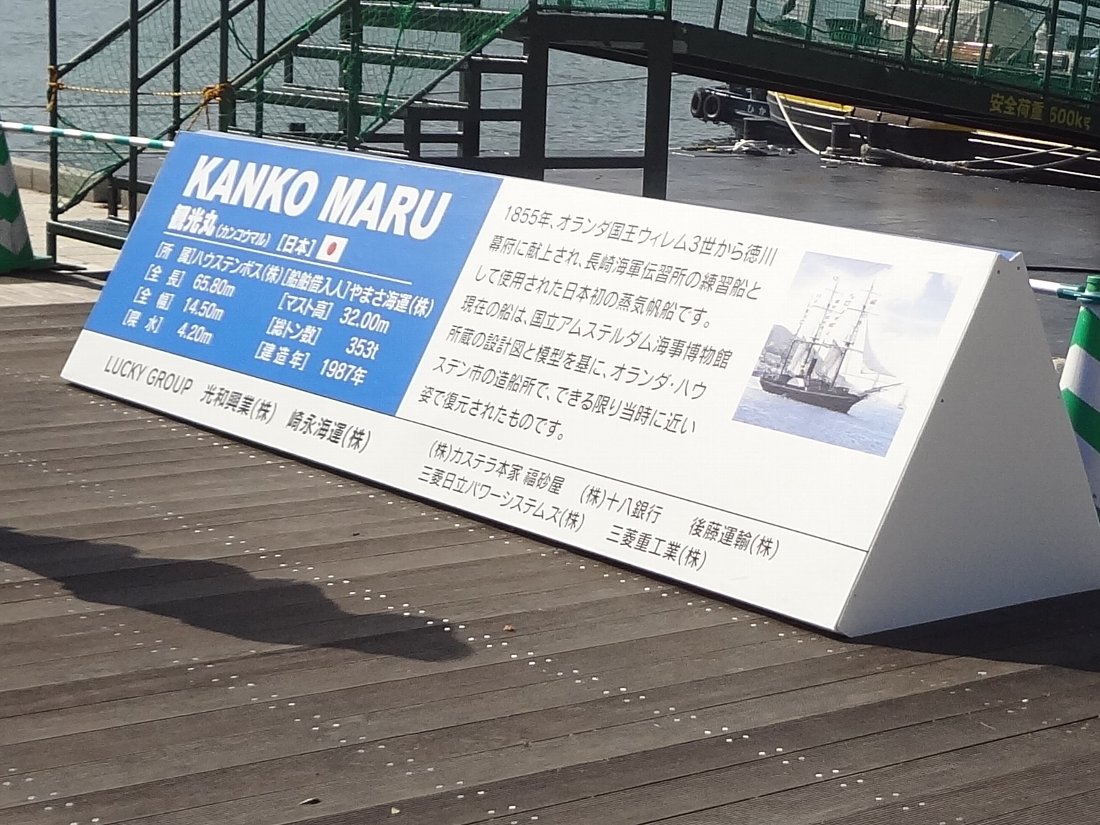 KANKO MARU
観光丸(カンコウマル) [日本]
[所 属]ハウステンボス(株) [船舶借入人]やまさ海運(株)
[全 長] 65.80m [マスト高] 32.00m
[全 幅] 14.50m [総トン数] 353t
[喫 水] 4.20m [建造年] 1987年
1855年、オランダ国王ウィレム3世から徳川
幕府に献上され、長崎海軍伝習所の練習船と
して使用された日本初の蒸気帆船です。
現在の船は、国立アムステルダム海事博物館
所蔵の設計図と模型を基に、オランダ・ハウ
ステン市の造船所で、できる限り当時に近い
姿で復元されたものです。
LUCKY GROUP 光和興業(株) 崎永海運(株)
(株)カステラ本家 福砂屋 (株)十八銀行 後藤運輸(株)
三菱日立パワーシステムズ(株) 三菱重工業(株)
安全荷重 500kg